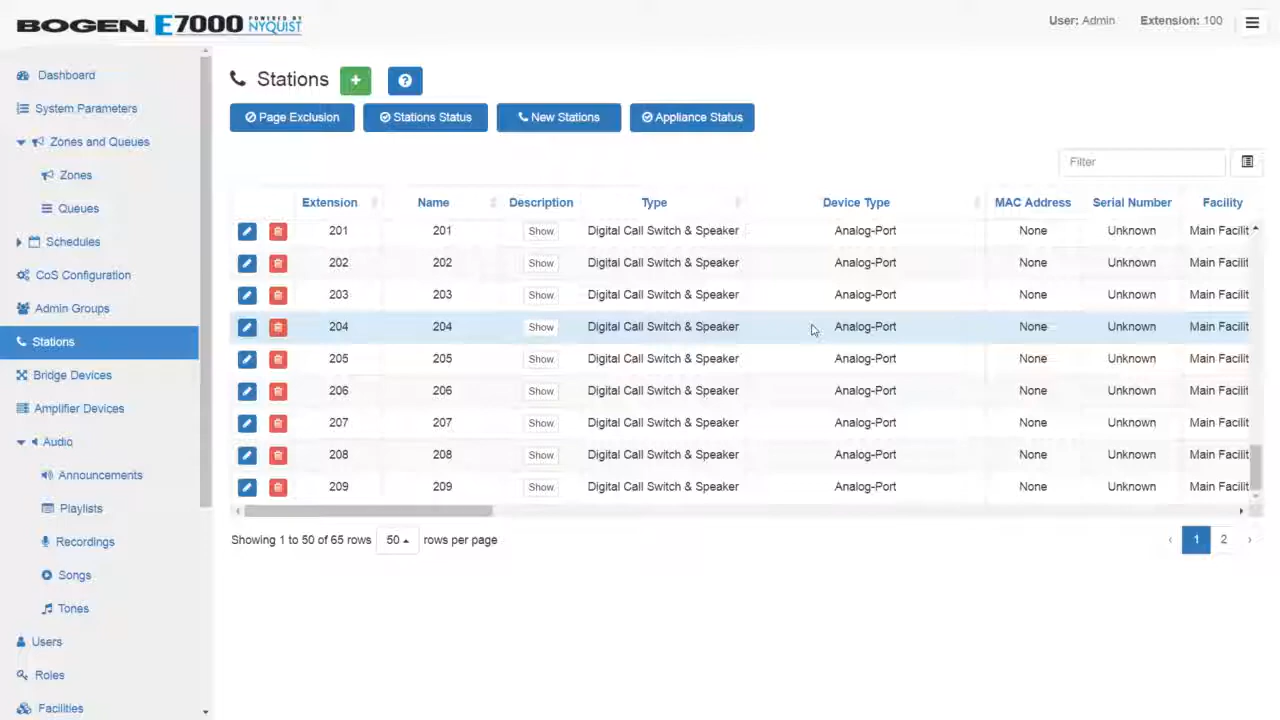 BOGEN. E7000 POWERED BY NYQUIST
User: Admin Extension: 100
Dashboard
System Parameters
Zones and Queues
Zones
Queues
Schedules
CoS Configuration
Admin Groups
Stations
Bridge Devices
Amplifier Devices
Audio
Announcements
Playlists
Recordings
Songs
Tones
Users
Roles
Facilities
Stations + ?
Page Exclusion Stations Status New Stations Appliance Status
Filter
Extension Name Description Type Device Type MAC Address Serial Number Facility
201 201 Show Digital Call Switch & Speaker Analog-Port None Unknown Main Facilit
202 202 Show Digital Call Switch & Speaker Analog-Port None Unknown Main Facilit
203 203 Show Digital Call Switch & Speaker Analog-Port None Unknown Main Facilit
204 204 Show Digital Call Switch & Speaker Analog-Port None Unknown Main Facilit
205 205 Show Digital Call Switch & Speaker Analog-Port None Unknown Main Facilit
206 206 Show Digital Call Switch & Speaker Analog-Port None Unknown Main Facilit
207 207 Show Digital Call Switch & Speaker Analog-Port None Unknown Main Facilit
208 208 Show Digital Call Switch & Speaker Analog-Port None Unknown Main Facilit
209 209 Show Digital Call Switch & Speaker Analog-Port None Unknown Main Facilit
Showing 1 to 50 of 65 rows 50 rows per page ‹ 1 2 ›